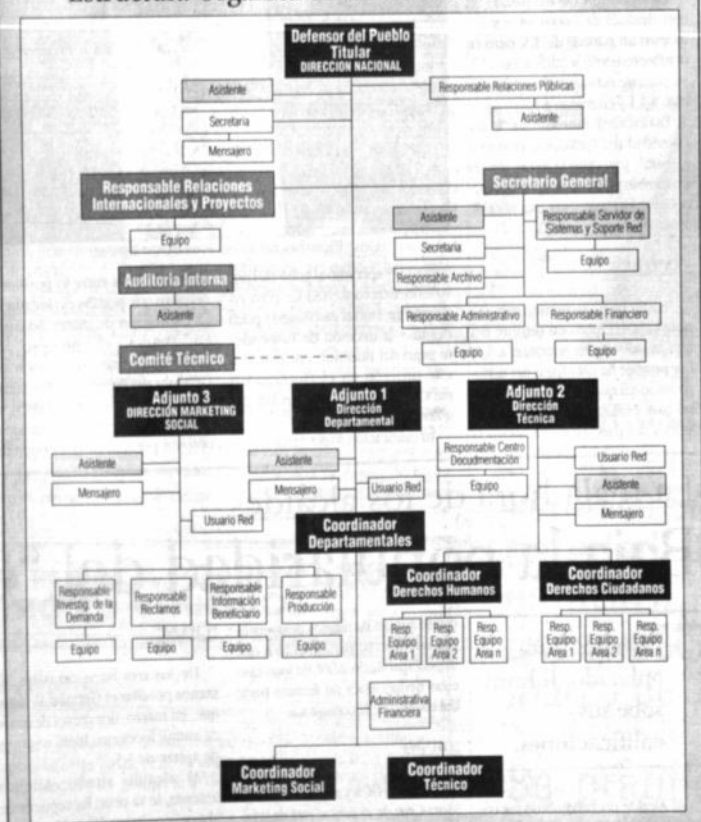 Defensor del Pueblo
Titular
DIRECCION NACIONAL
Asistente
Responsable Relaciones Públicas
Secretaria
Asistente
Mensajero
Responsable Relaciones
Internacionales y Proyectos
Secretario General
Equipo
Asistente
Responsable Servidor de
Sistemas y Soporte Red
Secretaria
Equipo
Responsable Archivo
Auditoria Interna
Asistente
Responsable Administrativo
Responsable Financiero
Equipo
Equipo
Comité Técnico
Adjunto 3
DIRECCIÓN MARKETING
SOCIAL
Adjunto 1
Dirección
Departamental
Adjunto 2
Dirección
Técnica
Asistente
Mensajero
Usuario Red
Asistente
Mensajero
Usuario Red
Responsable Centro
Docudmentación
Equipo
Usuario Red
Asistente
Mensajero
Coordinador
Departamentales
Responsable
Investig. de la
Demanda
Equipo
Responsable
Reclamos
Equipo
Responsable
Información
Beneficiario
Equipo
Responsable
Producción
Equipo
Coordinador
Derechos Humanos
Resp.
Equipo
Area 1
Resp.
Equipo
Area 2
Resp.
Equipo
Area n
Coordinador
Derechos Ciudadanos
Resp.
Equipo
Area 1
Resp.
Equipo
Area 2
Resp.
Equipo
Area n
Administrativa
Financiera
Coordinador
Marketing Social
Coordinador
Técnico